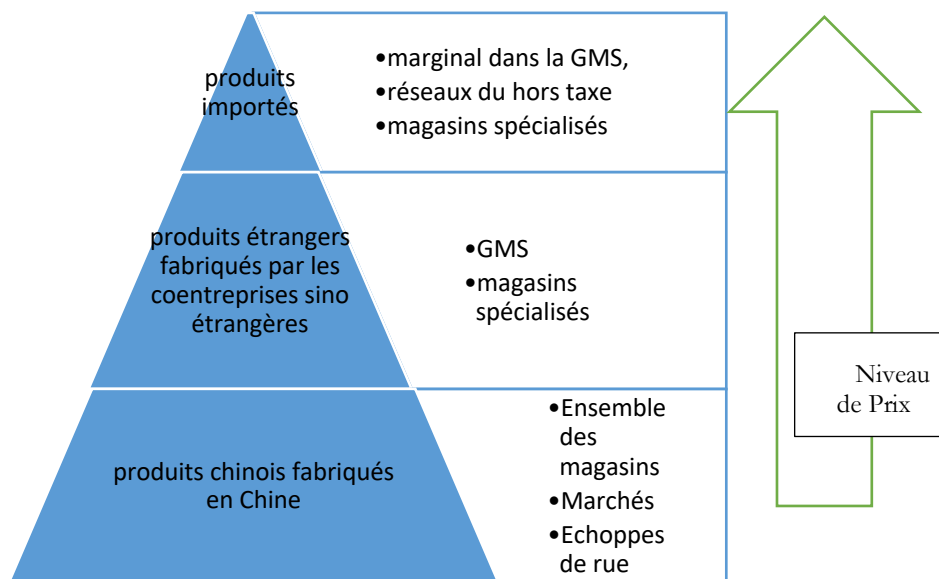 produits
importés
•marginal dans la GMS,
•réseaux du hors taxe
•magasins spécialisés
produits étrangers
fabriqués par les
coentreprises sino
étrangères
•GMS
•magasins
spécialisés
Niveau
de Prix
produits chinois fabriqués
en Chine
•Ensemble
des
magasins
•Marchés
•Echoppes
de rue